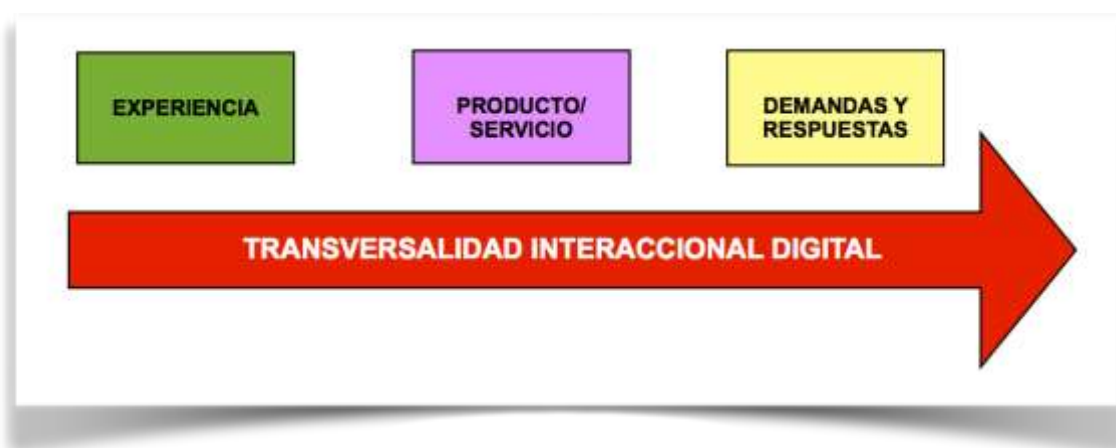 EXPERIENCIA
PRODUCTO/
SERVICIO
DEMANDAS Y
RESPUESTAS
TRANSVERSALIDAD INTERACCIONAL DIGITAL